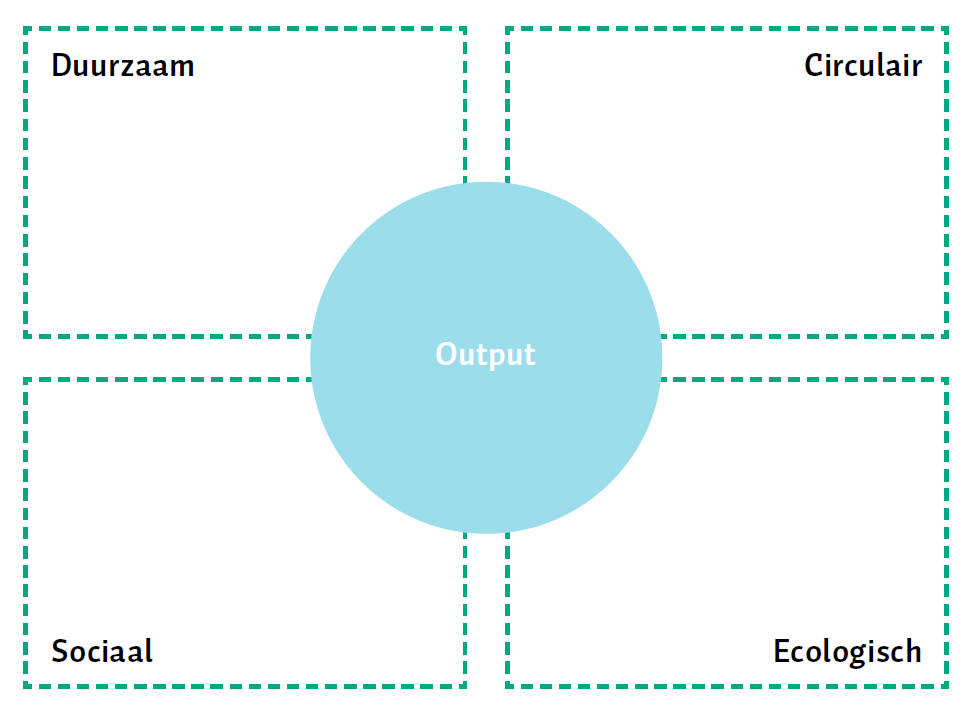 Duurzaam
Circulair
Output
Sociaal
Ecologisch